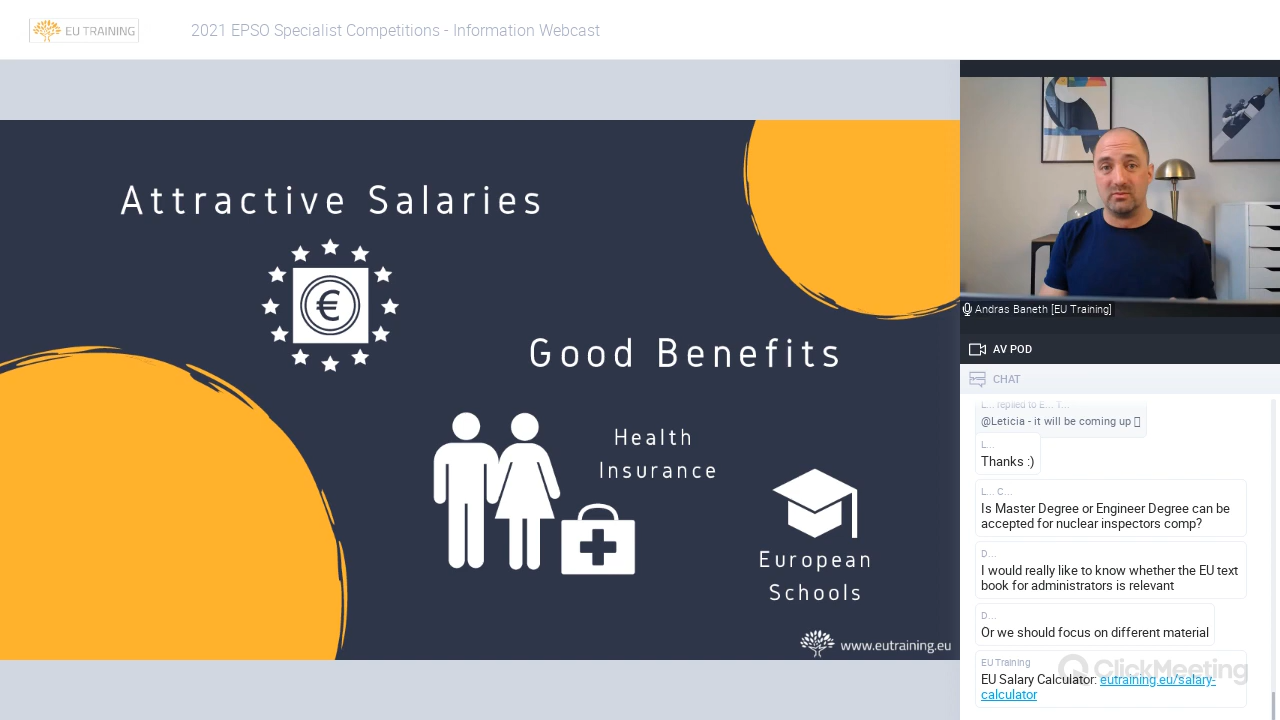 EU TRAINING
2021 EPSO Specialist Competitions - Information Webcast
Attractive Salaries
€
Good Benefits
Health
Insurance
European
Schools
www.eutraining.eu
Andras Baneth [EU Training]
AV POD
CHAT
L... replied to E... T...
@Leticia - it will be coming up
L...
Thanks :)
L... C...
Is Master Degree or Engineer Degree can be
accepted for nuclear inspectors comp?
D...
I would really like to know whether the EU text
book for administrators is relevant
D...
Or we should focus on different material
EU Training
EU Salary Calculator: eutraining.eu/salary-
calculator
ClickMeeting